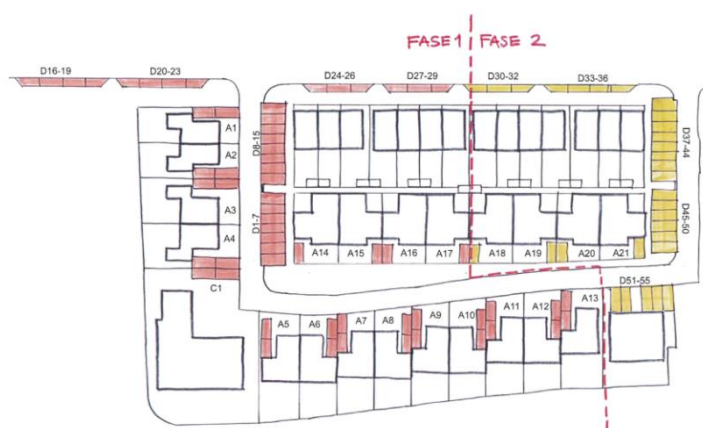 FASE 1 FASE 2
D16-19 D20-23 D24-26 D27-29 D30-32 D33-36
A1
A2
A3
A4
C1
D8-15
D1-7
D37-44
D45-50
A14 A15 A16 A17 A18 A19 A20 A21
D51-55
A5 A6 A7 A8 A9 A10 A11 A12 A13